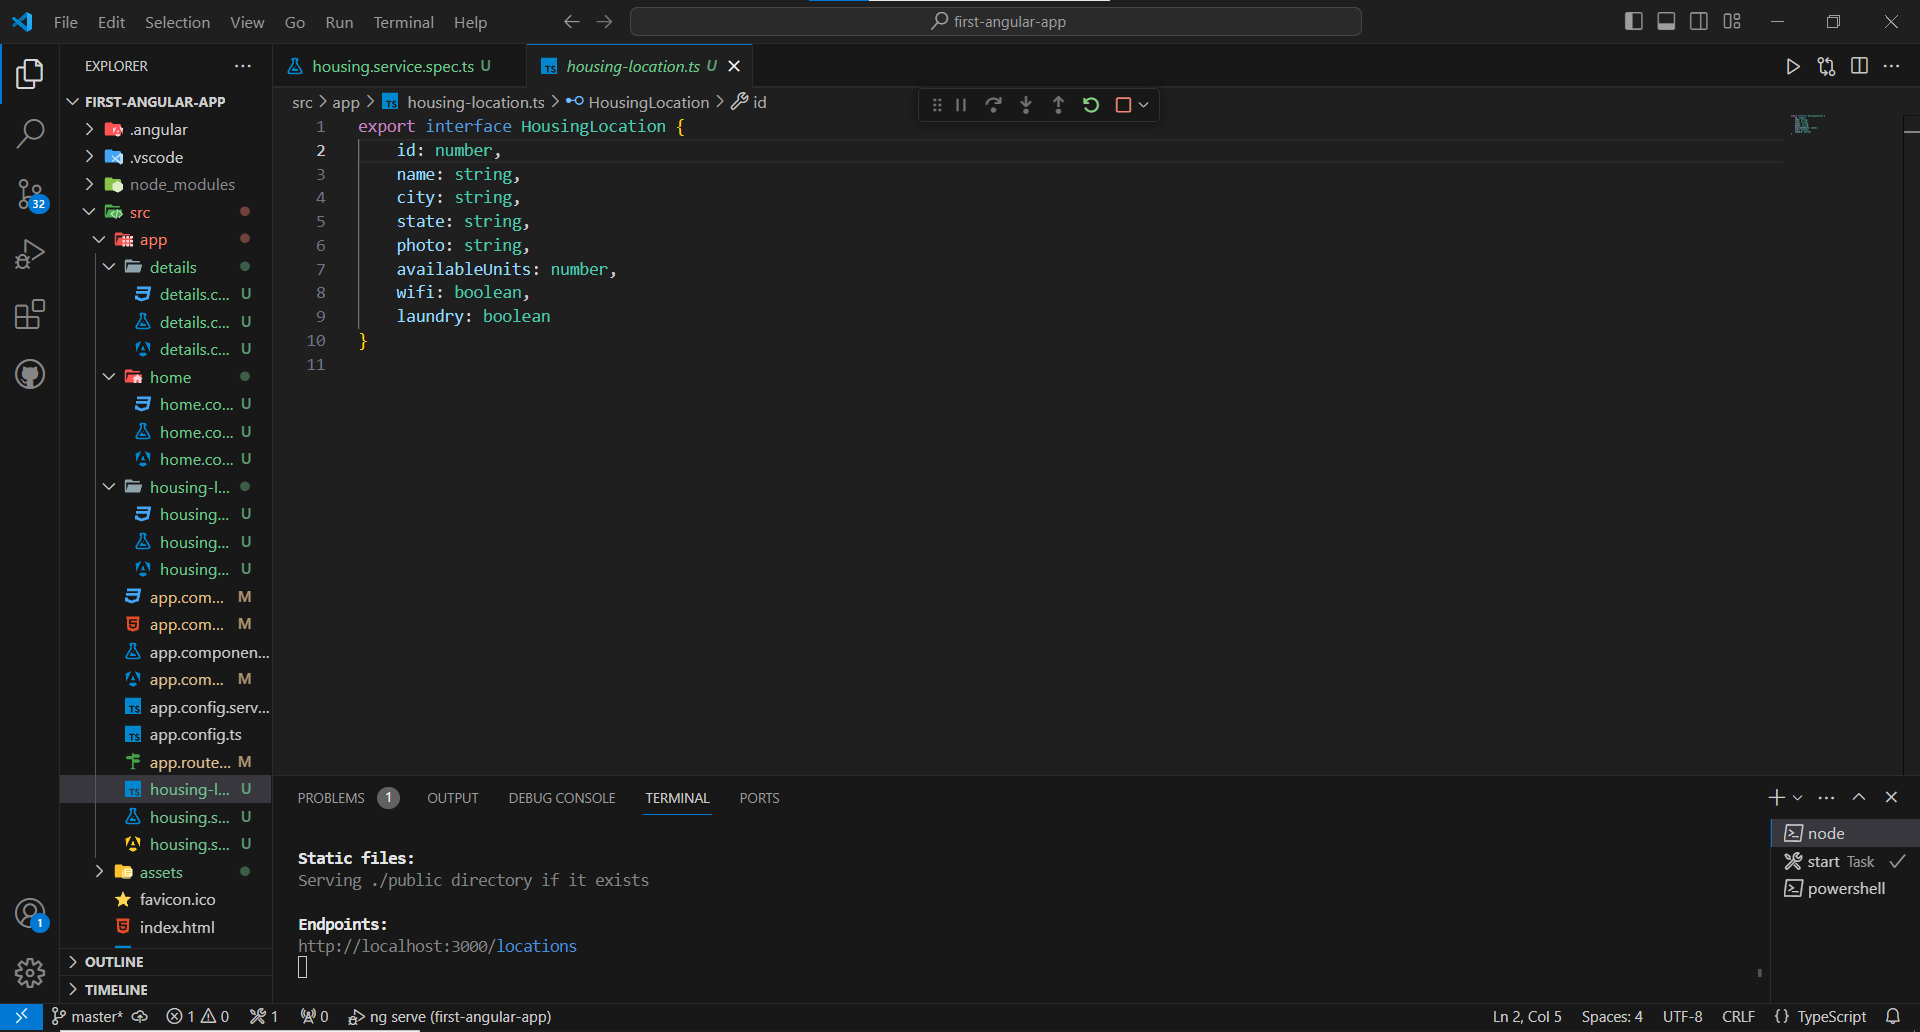 File Edit Selection View Go Run Terminal Help first-angular-app
EXPLORER
FIRST-ANGULAR-APP
.angular
.vscode
node_modules
src
app
details
details.c... U
details.c... U
details.c... U
home
home.co... U
home.co... U
home.co... U
housing-l...
housing... U
housing... U
housing... U
app.com... M
app.com... M
app.componen...
app.com... M
app.config.serv...
app.config.ts
app.route... M
housing-l... U
housing.s... U
housing.s... U
assets
favicon.ico
index.html
OUTLINE
TIMELINE
32
1
housing.service.spec.ts U housing-location.ts U
src > app > TS housing-location.ts > HousingLocation > id
1 export interface HousingLocation {
2 id: number,
3 name: string,
4 city: string,
5 state: string,
6 photo: string,
7 availableUnits: number,
8 wifi: boolean,
9 laundry: boolean
10 }
11
PROBLEMS 1 OUTPUT DEBUG CONSOLE TERMINAL PORTS
Static files:
Serving ./public directory if it exists
Endpoints:
http://localhost:3000/locations
node
start Task
powershell
master* 1 0 1 0 ng serve (first-angular-app) Ln 2, Col 5 Spaces: 4 UTF-8 CRLF {} TypeScript